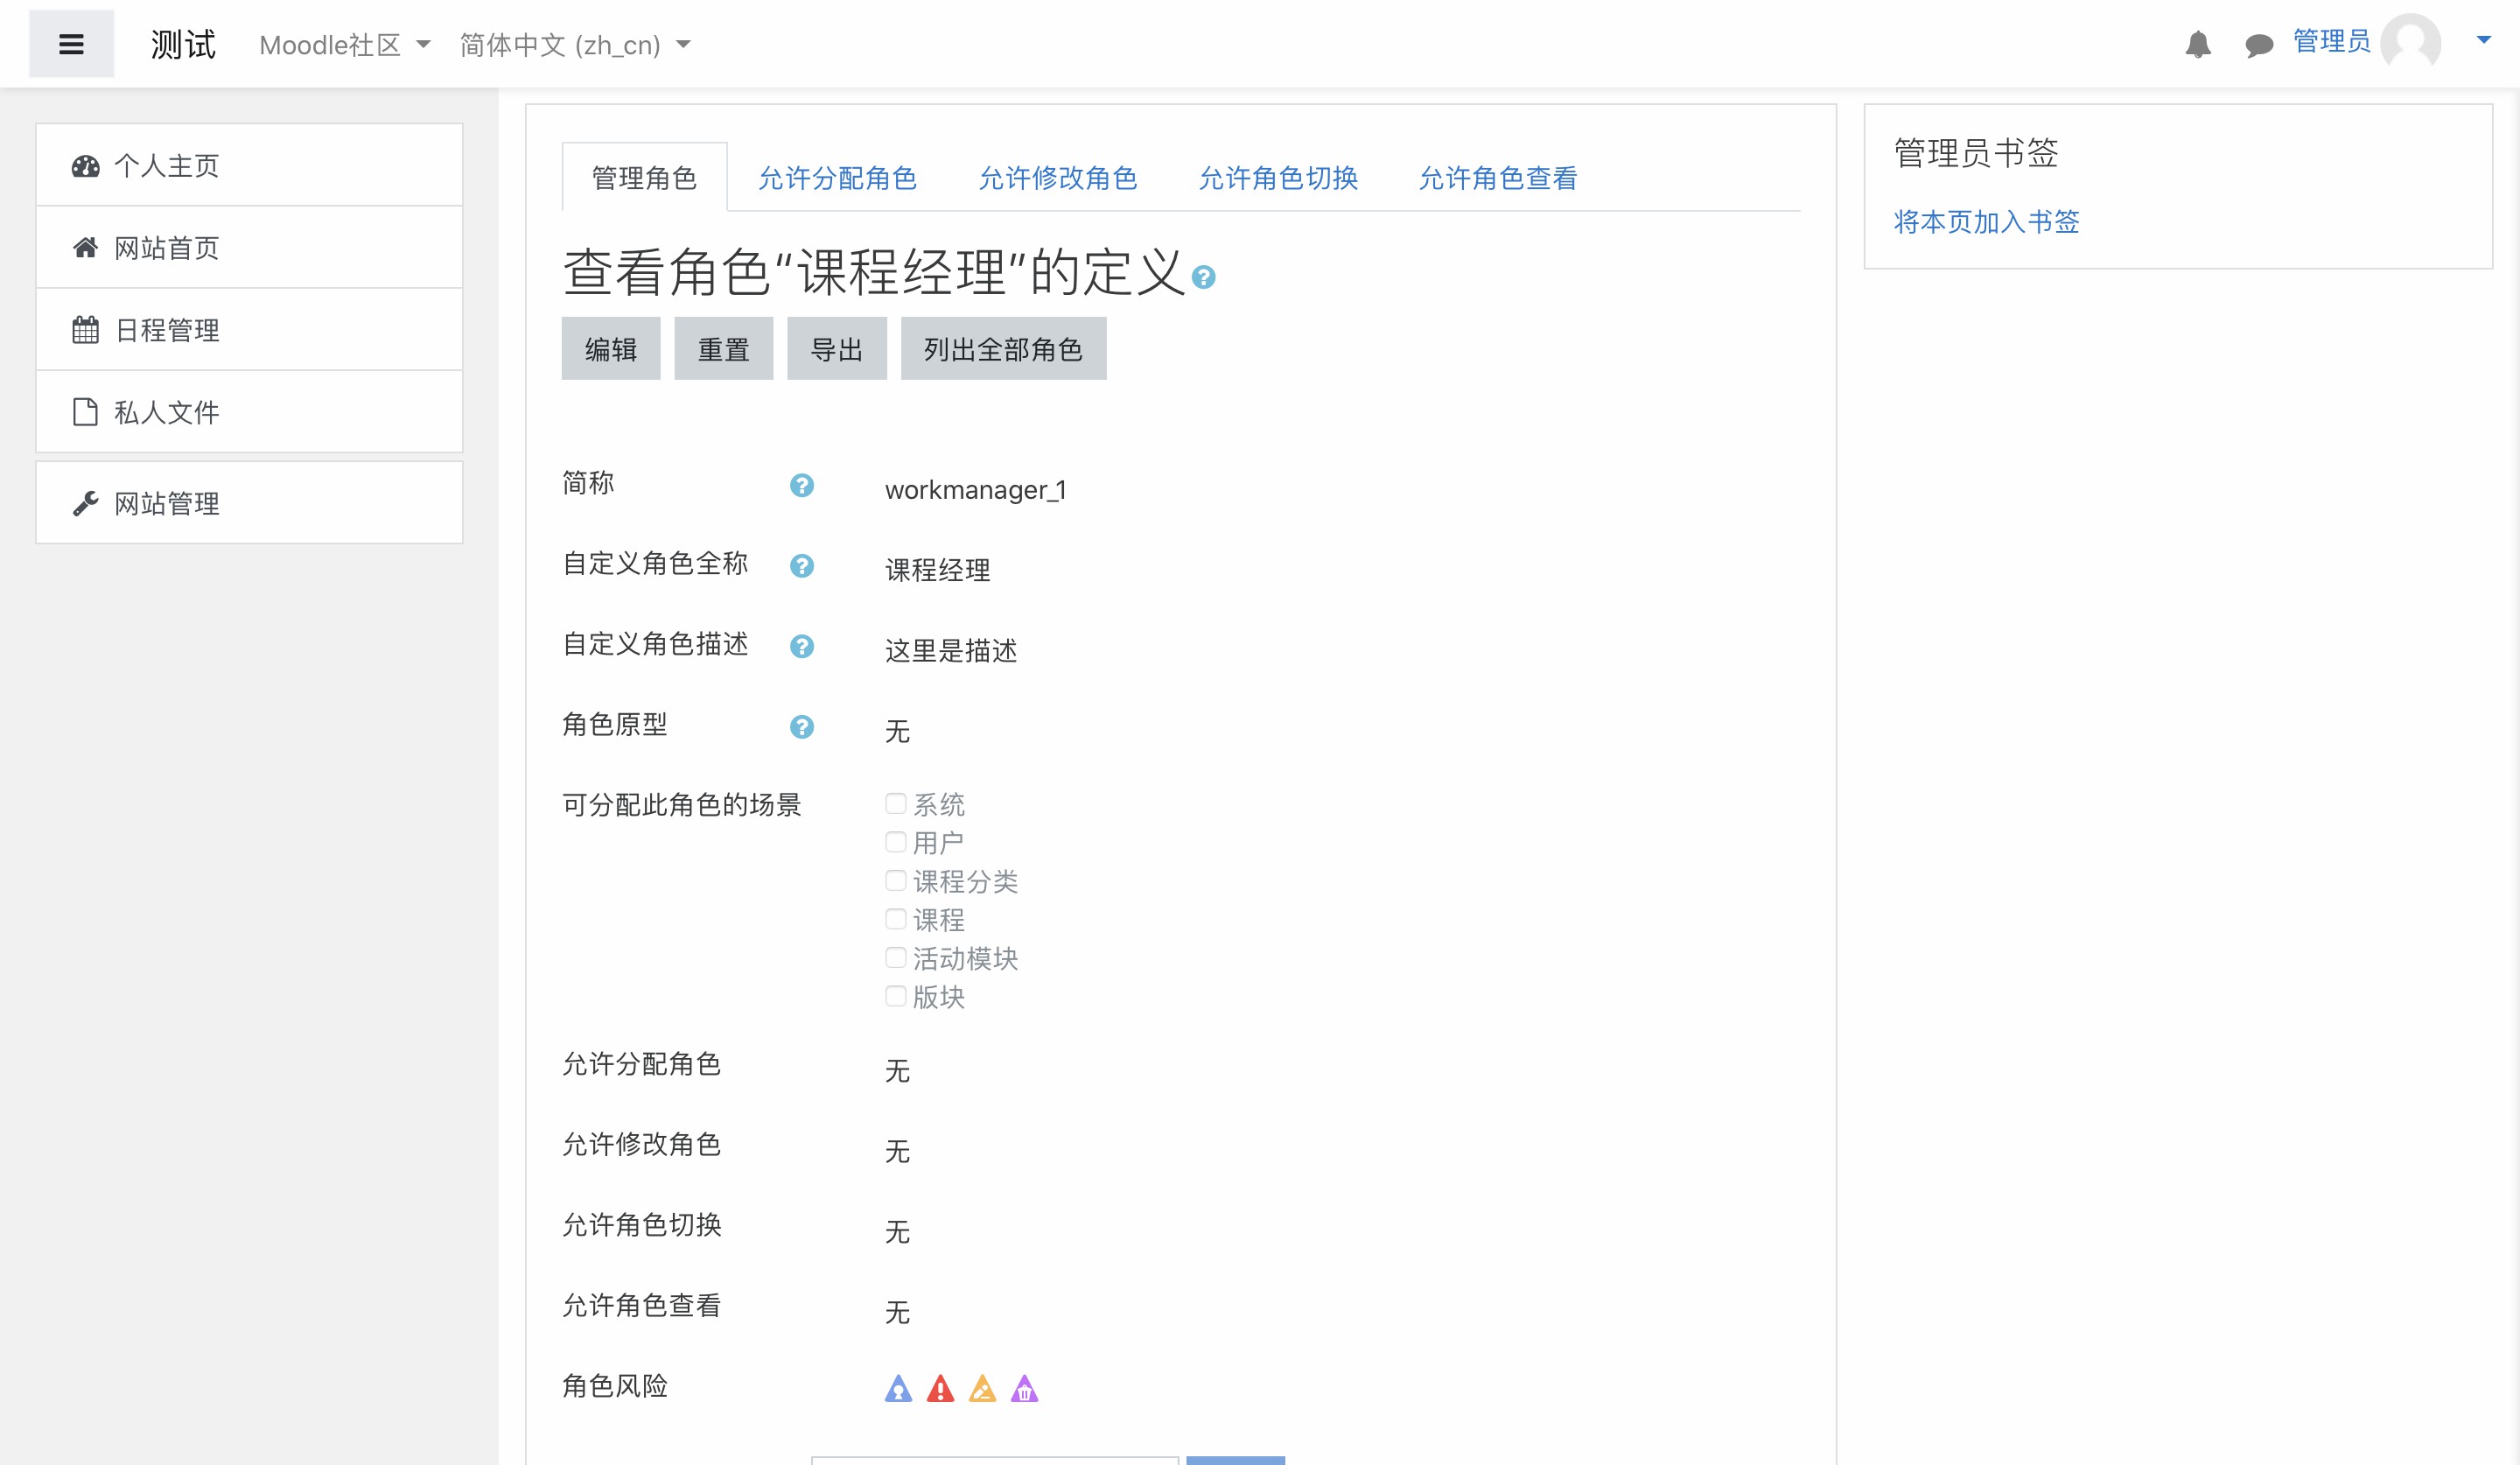 测试 Moodle社区 简体中文 (zh_cn) 管理员
个人主页
网站首页
日程管理
私人文件
网站管理
管理角色 允许分配角色 允许修改角色 允许角色切换 允许角色查看
查看角色“课程经理”的定义
编辑 重置 导出 列出全部角色
简称 workmanager_1
自定义角色全称 课程经理
自定义角色描述 这里是描述
角色原型 无
可分配此角色的场景 系统
用户
课程分类
课程
活动模块
版块
允许分配角色 无
允许修改角色 无
允许角色切换 无
允许角色查看 无
角色风险
管理员书签
将本页加入书签